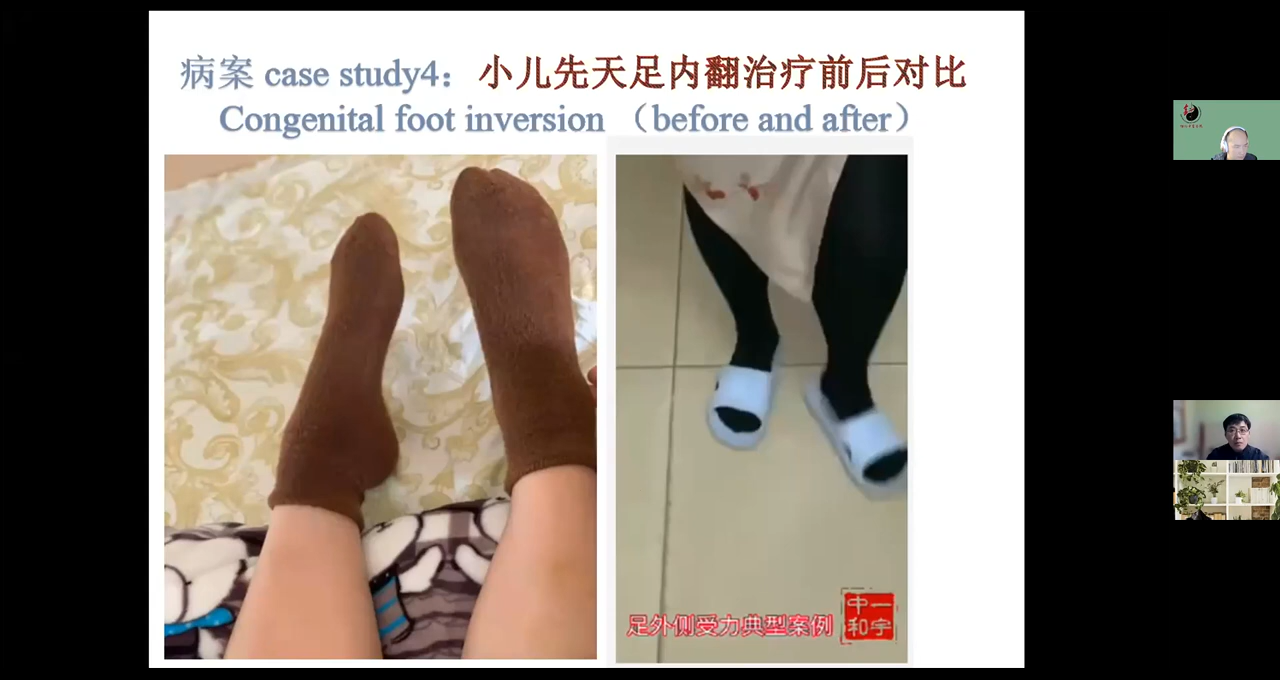 病案 case study4：小儿先天足内翻治疗前后对比
Congenital foot inversion （before and after）
足外侧受力典型案例
一宇
中和